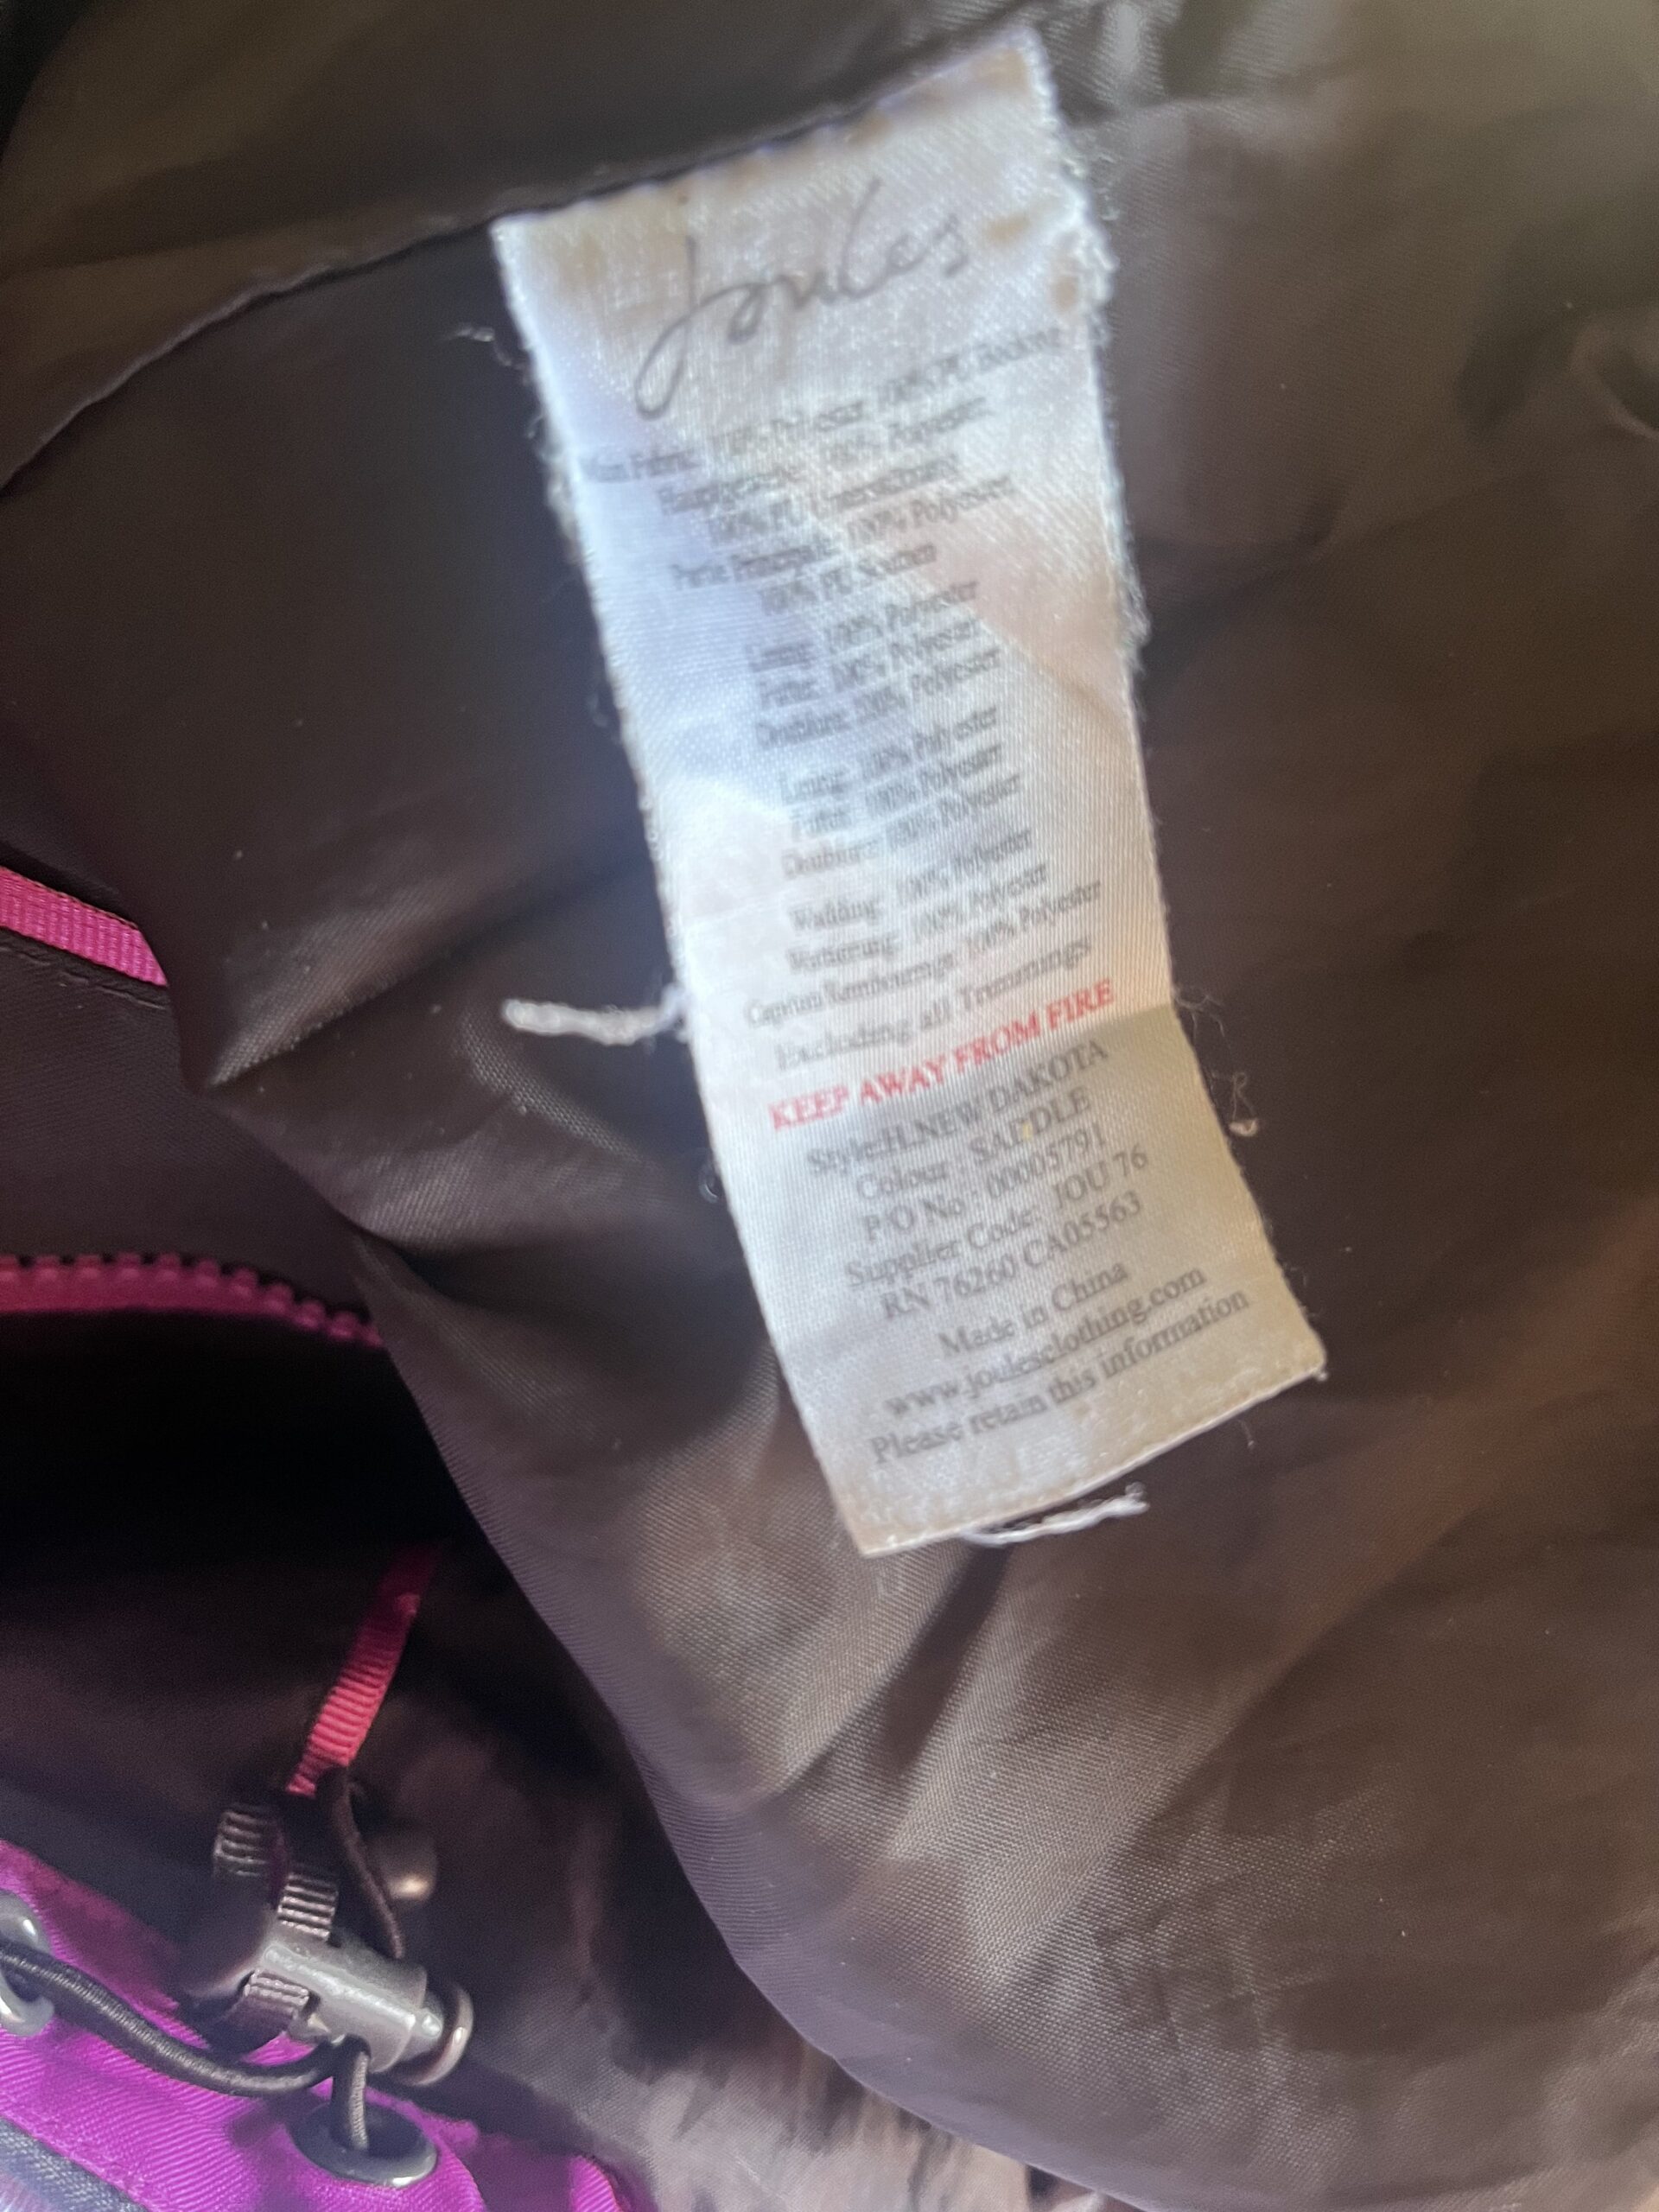 Joules
Main Fabric: 100% Polyester 100% PU Backing
100% Polyester
100% PU
Partie Principale: 100% Polyester
100% PU Soutien
Lining: 100% Polyester
Futter: 100% Polyester
Doublure: 100% Polyester
Lining: 100% Polyester
Futter: 100% Polyester
Doublure: 100% Polyester
Wadding: 100% Polyester
Wattierung: 100% Polyester
100% Polyester
Excluding all Trimmings
KEEP AWAY FROM FIRE
Style:H.NEW DAKOTA
Colour : SADDLE
P/O No : 00005791
Supplier Code: JOU 76
RN 76260 CA05563
Made in China
www.joulesclothing.com
Please retain this information